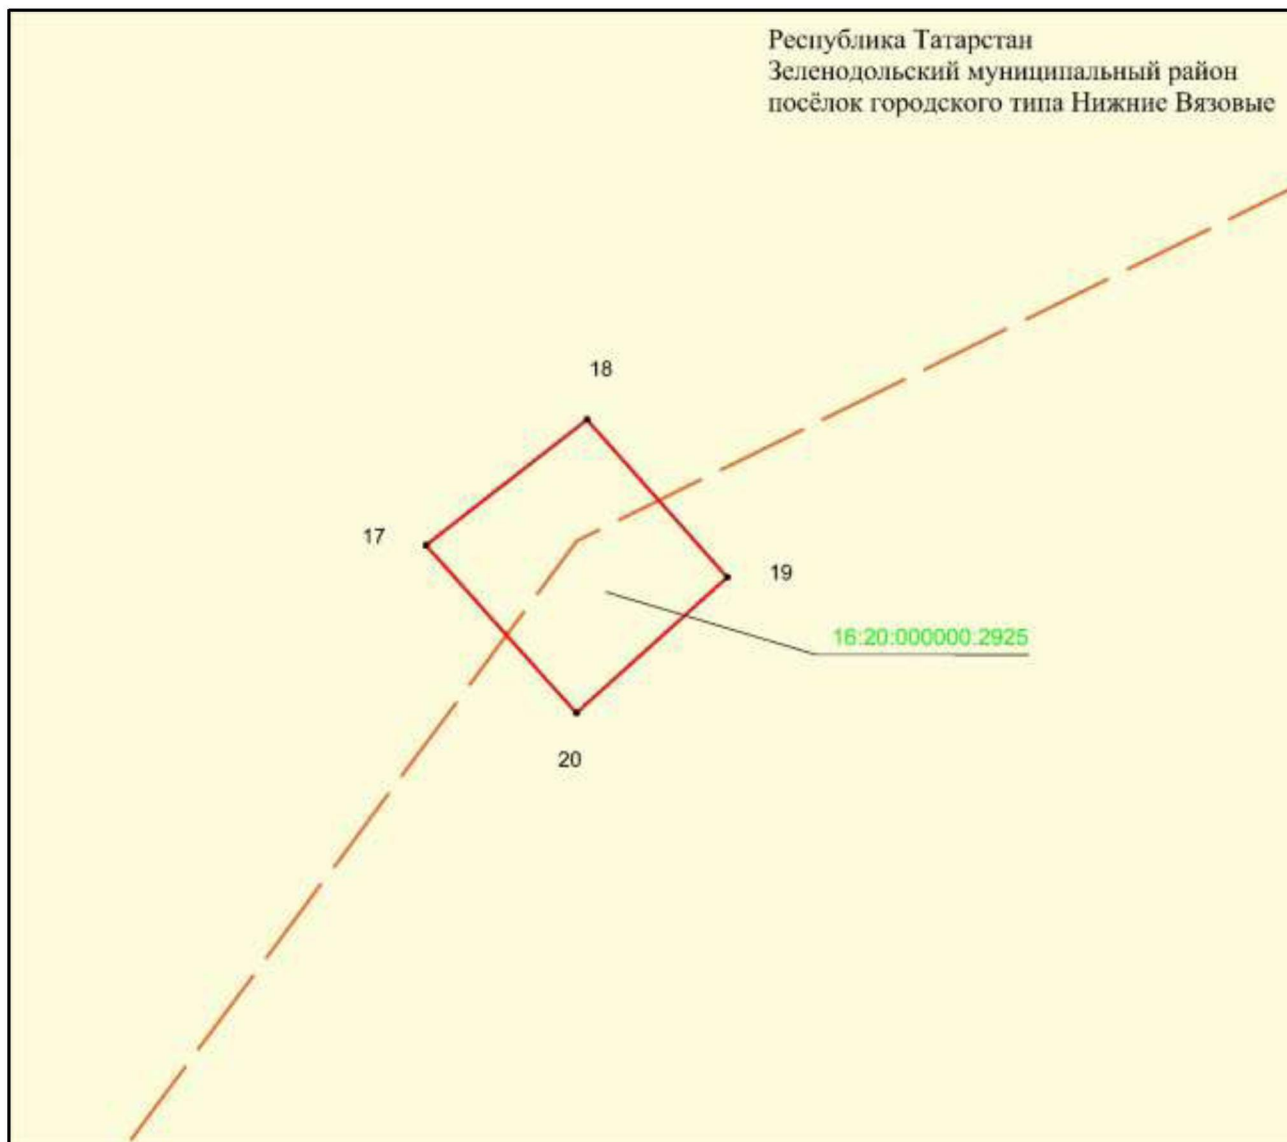 Республика Татарстан
Зеленодольский муниципальный район
посёлок городского типа Нижние Вязовые
18
17
19
16:20:000000:2925
20